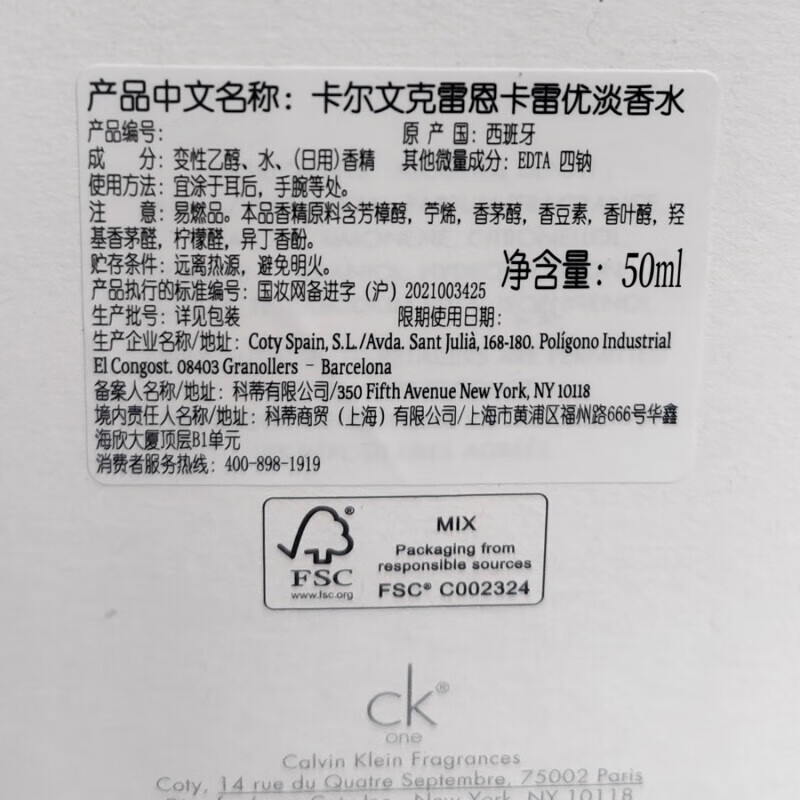 产品中文名称：卡尔文克雷恩卡雷优淡香水
产品编号： 原 产 国：西班牙
成 分：变性乙醇、水、(日用)香精 其他微量成分：EDTA 四钠
使用方法：宜涂于耳后，手腕等处。
注 意：易燃品。本品香精原料含芳樟醇，苧烯，香茅醇，香豆素，香叶醇，羟
基香茅醛，柠檬醛，异丁香酚。
贮存条件：远离热源，避免明火。
净含量：50ml
产品执行的标准编号：国妆网备进字（沪）2021003425
生产批号：详见包装 限期使用日期：
生产企业名称/地址：Coty Spain, S.L./Avda. Sant Julià, 168-180. Polígono Industrial
El Congost. 08403 Granollers – Barcelona
备案人名称/地址：科蒂有限公司/350 Fifth Avenue New York, NY 10118
境内责任人名称/地址：科蒂商贸（上海）有限公司/上海市黄浦区福州路666号华鑫
海欣大厦顶层B1单元
消费者服务热线：400-898-1919
FSC®
www.fsc.org
MIX
Packaging from
responsible sources
FSC® C002324
ck®
one
Calvin Klein Fragrances
Coty, 14 rue du Quatre Septembre, 75002 Paris
New York, NY 10118